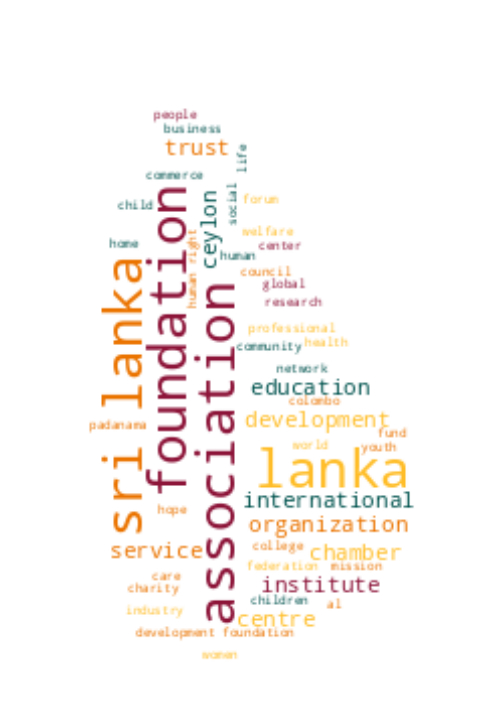 people
business
trust
life
commerce
child
social
forum
foundation
ceylon
welfare
home
human right
human
center
sri lanka
council
global
association
research
professional
community
health
network
education
colombo
padanama
development
fund
world
youth
lanka
international
hope
organization
service
college
chamber
federation
mission
care
charity
institute
children
al
industry
centre
development foundation
women